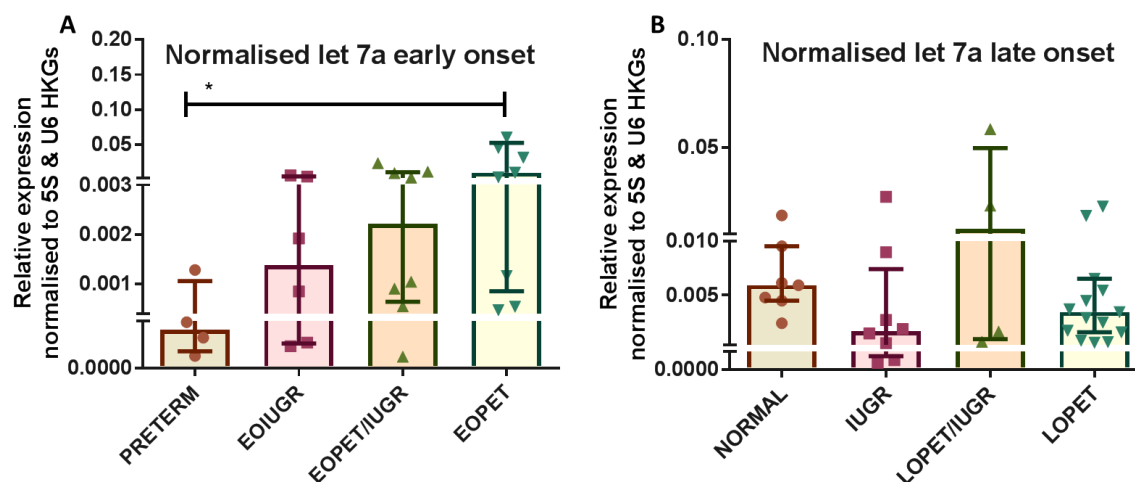 A
Normalised let 7a early onset
Relative expression
normalised to 5S & U6 HKGs
0.20
0.15
0.10
0.05
0.003
0.002
0.001
0.0000
*
PRETERM
EOIUGR
EOPET/IUGR
EOPET
B
Normalised let 7a late onset
Relative expression
normalised to 5S & U6 HKGs
0.10
0.05
0.010
0.005
0.0000
NORMAL
IUGR
LOPET/IUGR
LOPET